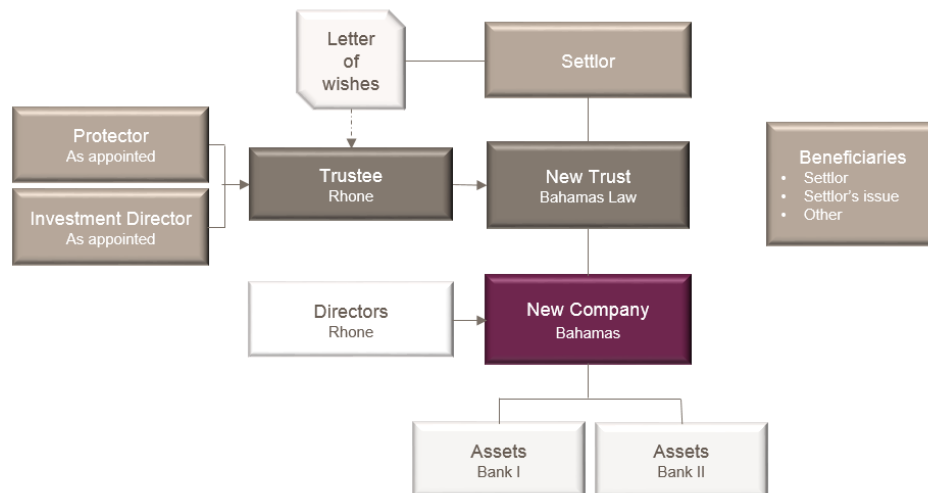 Letter
of
wishes
Settlor
Protector
As appointed
Investment Director
As appointed
Trustee
Rhone
New Trust
Bahamas Law
Beneficiaries
• Settlor
• Settlor's issue
• Other
Directors
Rhone
New Company
Bahamas
Assets
Bank I
Assets
Bank II